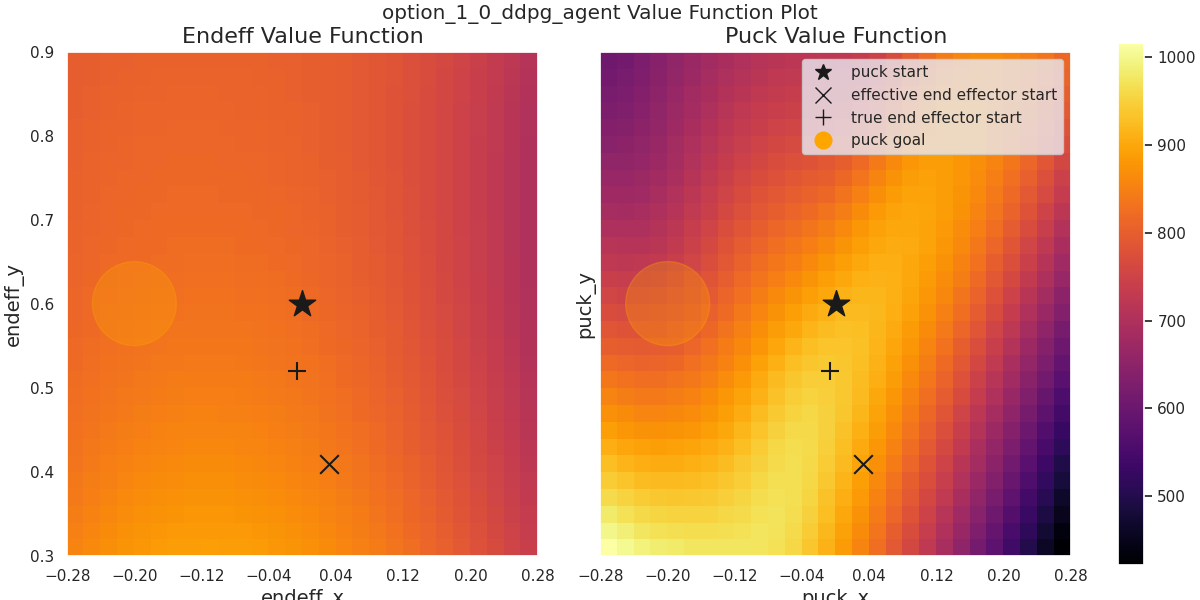 option_1_0_ddpg_agent Value Function Plot
Endeff Value Function
Puck Value Function
puck start
effective end effector start
true end effector start
puck goal
0.9
0.8
0.7
0.6
0.5
0.4
0.3
endeff_y
−0.28 −0.20 −0.12 −0.04 0.04 0.12 0.20 0.28
endeff_x
puck_y
−0.28 −0.20 −0.12 −0.04 0.04 0.12 0.20 0.28
puck_x
1000
900
800
700
600
500